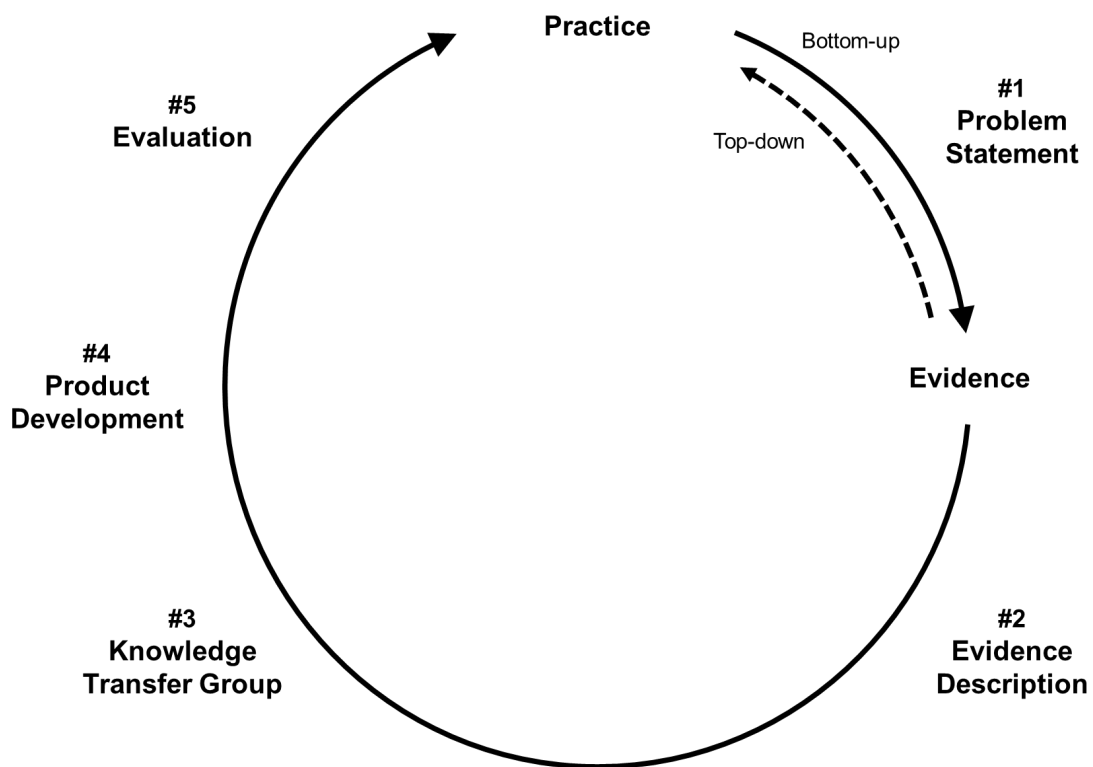 Practice
Bottom-up
Top-down
#1
Problem
Statement
Evidence
#2
Evidence
Description
#3
Knowledge
Transfer Group
#4
Product
Development
#5
Evaluation